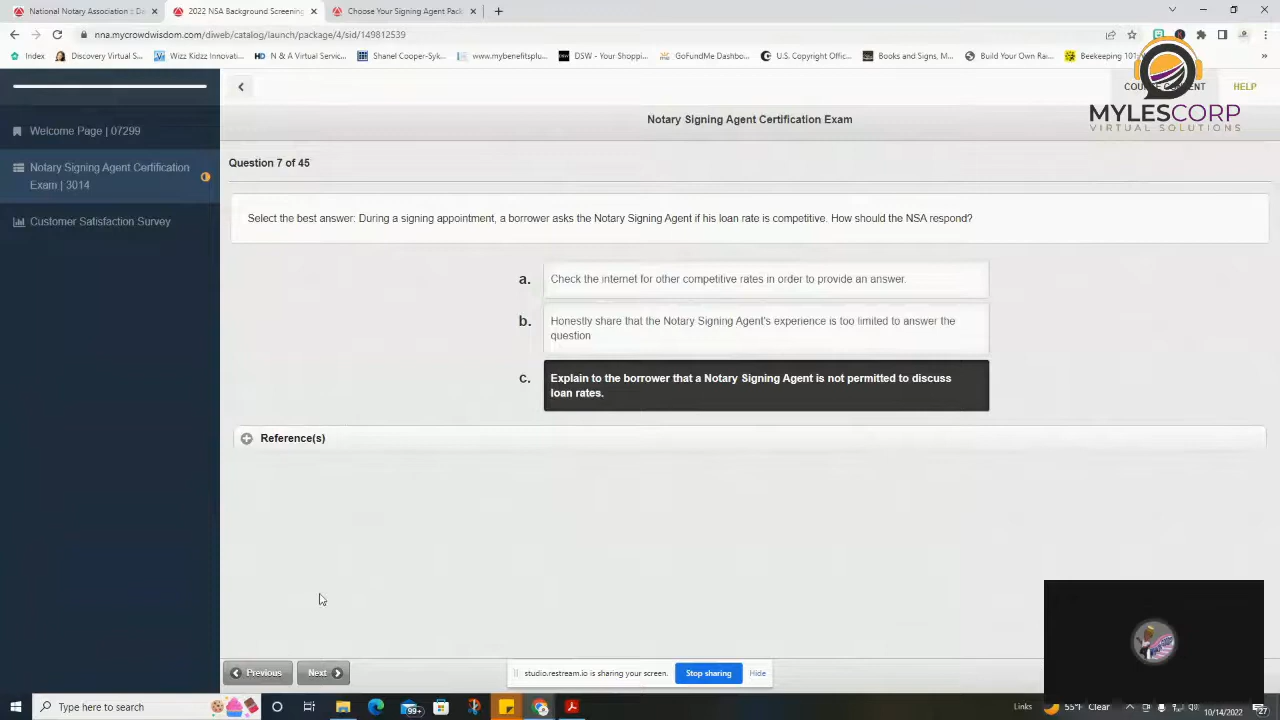 National Notary Association : Da
2022 NSA Background Screening
Choose Your Signing Agent Pack
nna.mycrowdwisdom.com/diweb/catalog/launch/package/4/sid/149812539
Index
Discovery Virtual S...
Wizz Kidzz Innovati...
N & A Virtual Servic...
Shanel Cooper-Syk...
www.mybenefitplus...
DSW - Your Shoppi...
GoFundMe Dashbo...
U.S. Copyright Offic...
Books and Signs, M...
Build Your Own Rai...
Beekeeping 101
HELP
MYLESCORP
VIRTUAL SOLUTIONS
Notary Signing Agent Certification Exam
Welcome Page | 07299
Notary Signing Agent Certification
Exam | 3014
Customer Satisfaction Survey
Question 7 of 45
Select the best answer: During a signing appointment, a borrower asks the Notary Signing Agent if his loan rate is competitive. How should the NSA respond?
a. Check the internet for other competitive rates in order to provide an answer.
b. Honestly share that the Notary Signing Agent's experience is too limited to answer the
question
c. Explain to the borrower that a Notary Signing Agent is not permitted to discuss
loan rates.
Reference(s)
Previous
Next
studio.restream.io is sharing your screen.
Stop sharing
Hide
Type here to search
99+
Links
55°F Clear
10/14/2022